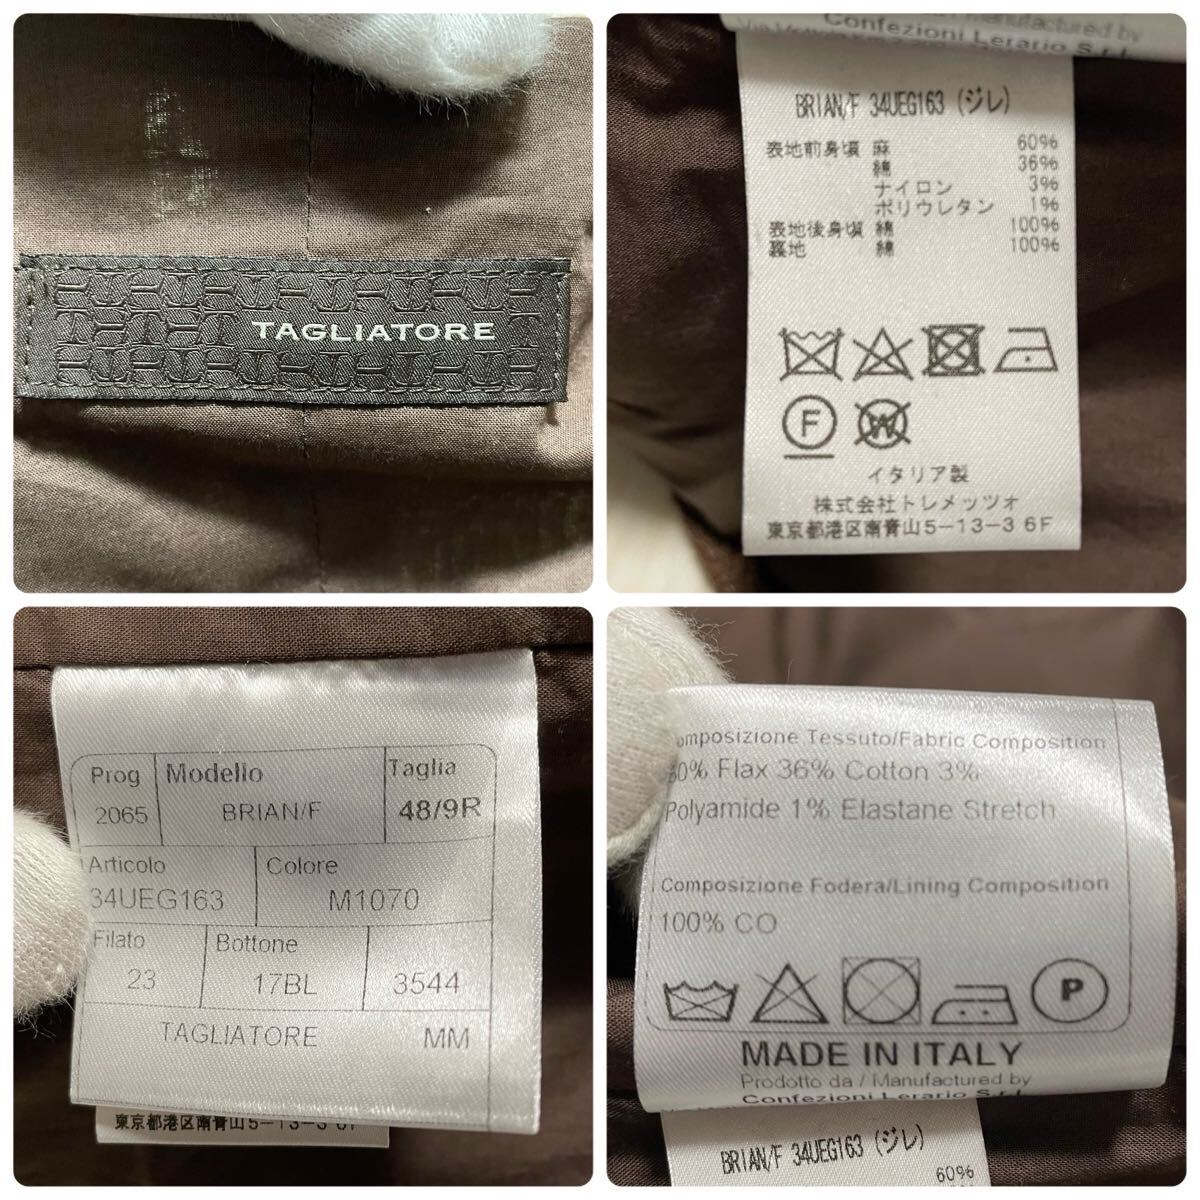 TAGLIATORE
Manufactured by
Confezioni Lerario S.r.l.
BRIAN/F 34UEG163 (ジレ)
表地前身頃 麻 60%
綿 36%
ナイロン 3%
ポリウレタン 1%
表地後身頃 綿 100%
裏地 綿 100%
F
W
イタリア製
株式会社トレメッツォ
東京都港区南青山5-13-3 6F
Prog Modello Taglia
2065 BRIAN/F 48/9R
Articolo Colore
34UEG163 M1070
Filato Bottone
23 17BL 3544
TAGLIATORE MM
東京都港区南青山5-13-3 6F
Composizione Tessuto/Fabric Composition
60% Flax 36% Cotton 3%
Polyamide 1% Elastane Stretch
Composizione Fodera/Lining Composition
100% CO
P
MADE IN ITALY
Prodotto da / Manufactured by
Confezioni Lerario S.r.l.
BRIAN/F 34UEG163 (ジレ)
60%